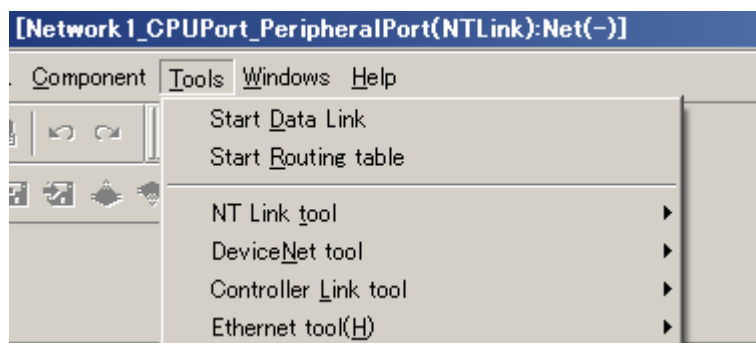 [Network1_CPUPort_PeripheralPort(NTLink):Net(-)]
Component Tools Windows Help
Start Data Link
Start Routing table
NT Link tool
DeviceNet tool
Controller Link tool
Ethernet tool(H)